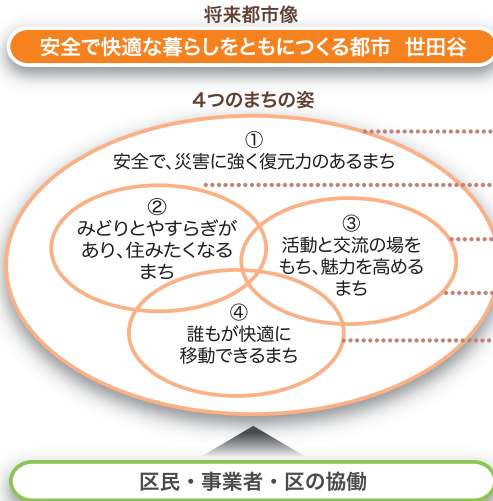 将来都市像
安全で快適な暮らしをともにつくる都市 世田谷
4つのまちの姿
①
安全で、災害に強く復元力のあるまち
②
みどりとやすらぎが
あり、住みたくなる
まち
③
活動と交流の場を
もち、魅力を高める
まち
④
誰もが快適に
移動できるまち
区民・事業者・区の協働